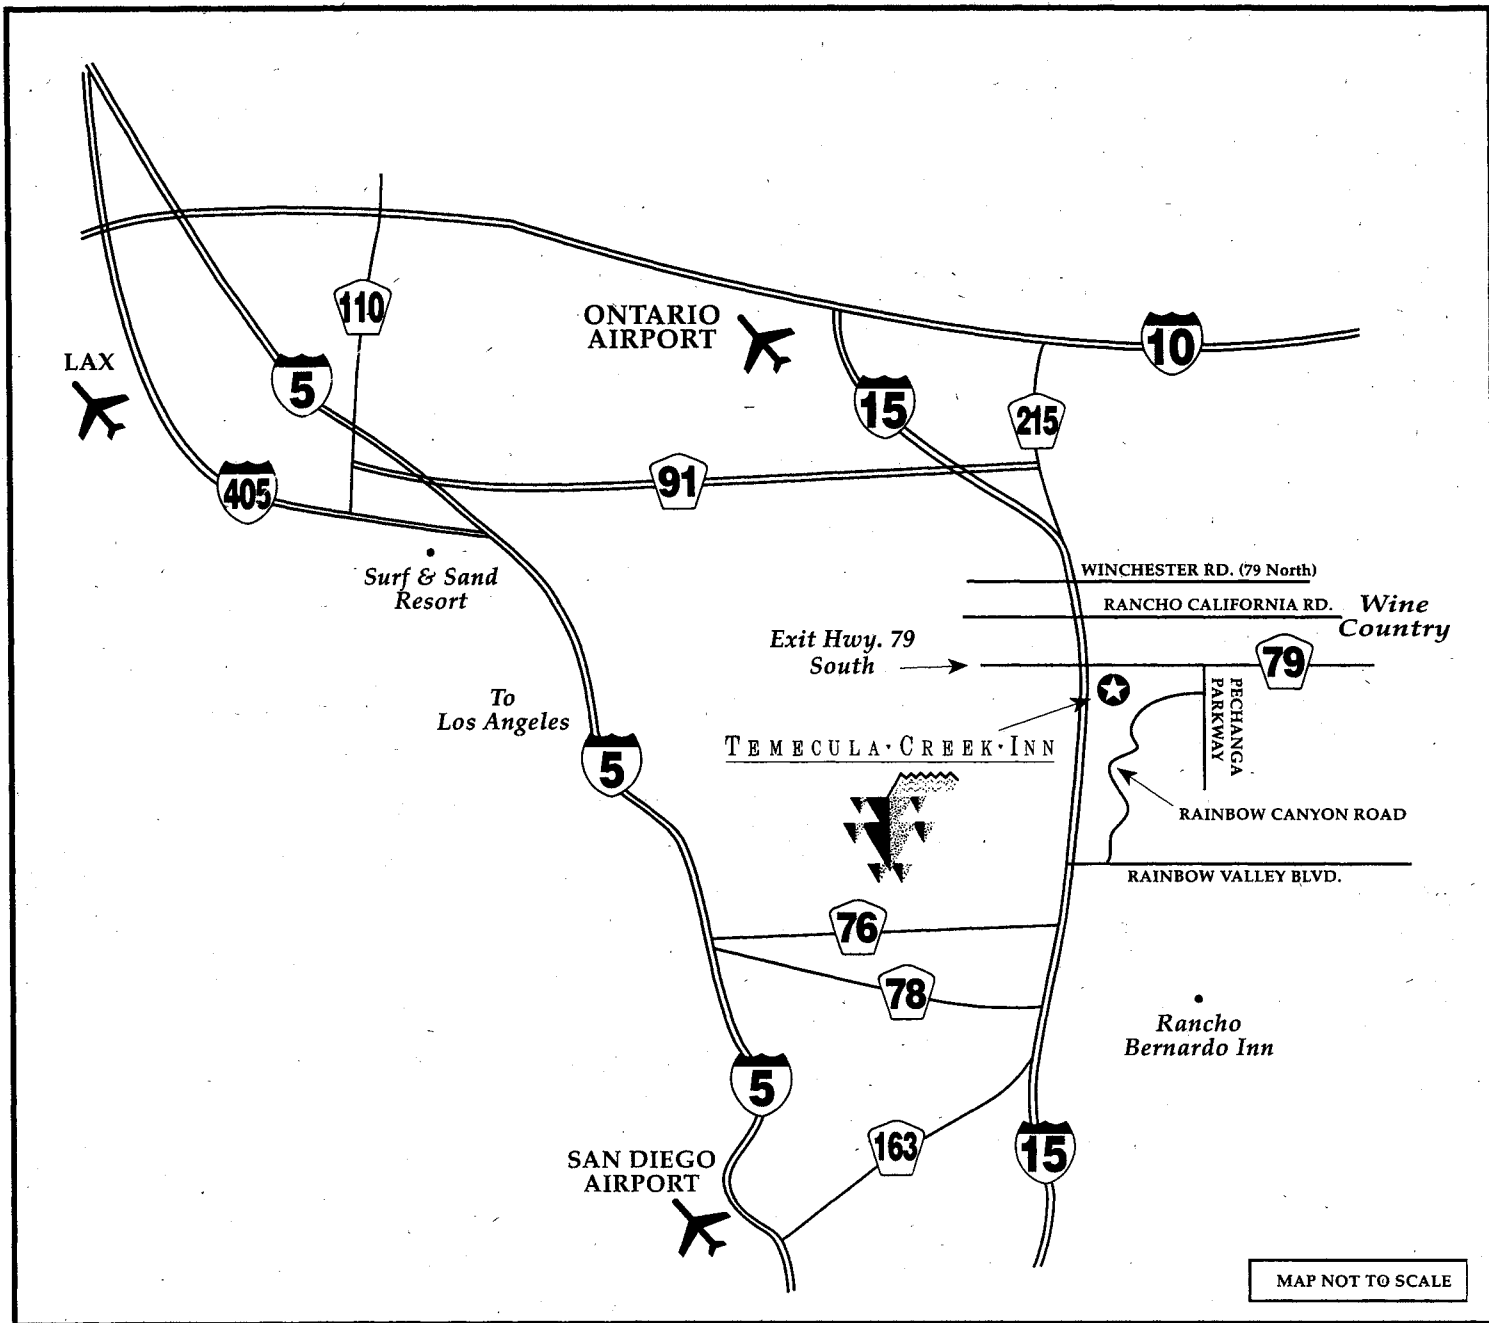 110
ONTARIO
AIRPORT
10
LAX
5
15
215
405
91
Surf & Sand
Resort
WINCHESTER RD. (79 North)
RANCHO CALIFORNIA RD.
Wine
Country
Exit Hwy. 79
South
79
To
Los Angeles
PECHANGA
PARKWAY
TEMECULA·CREEK·INN
5
RAINBOW CANYON ROAD
RAINBOW VALLEY BLVD.
76
78
Rancho
Bernardo Inn
5
163
15
SAN DIEGO
AIRPORT
MAP NOT TO SCALE